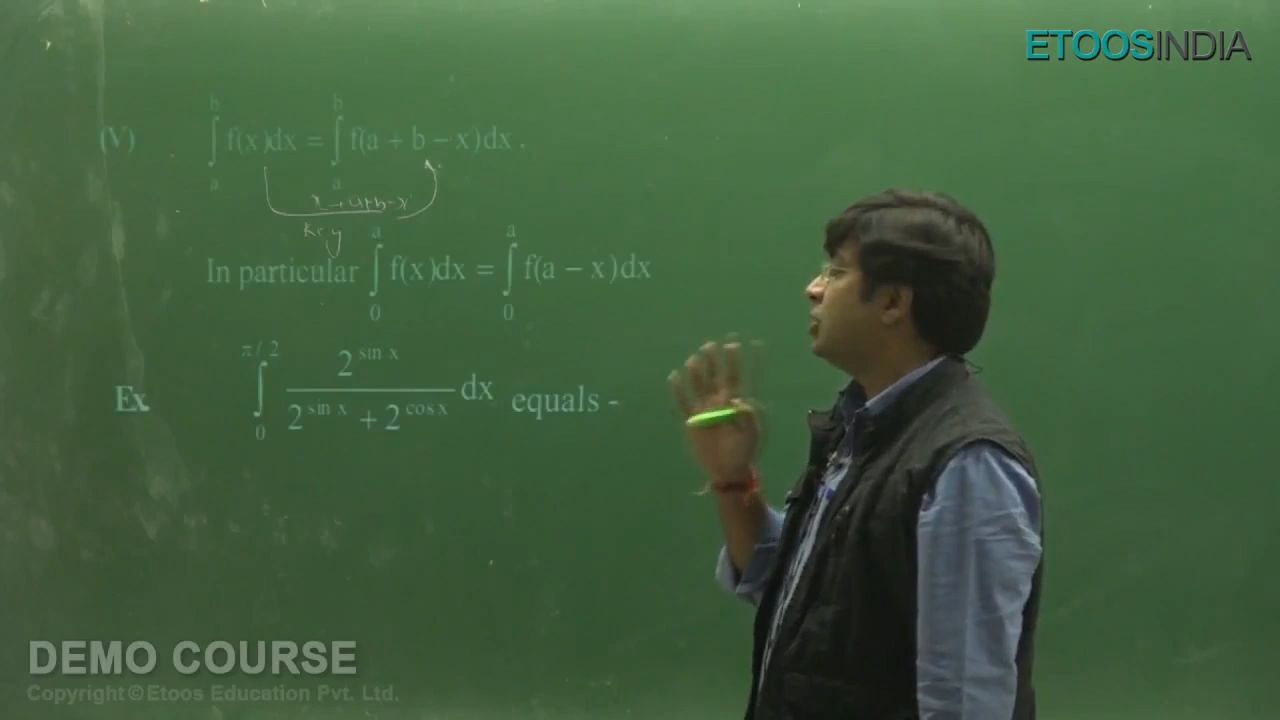 ETOOSINDIA
(V) ∫ₐᵇ f(x)dx = ∫ₐᵇ f(a + b − x)dx .
x → a+b−x
Key
In particular ∫₀ᵃ f(x)dx = ∫₀ᵃ f(a − x)dx
Ex. ∫₀^(π/2) 2^(sin x) / (2^(sin x) + 2^(cos x)) dx equals -
DEMO COURSE
Copyright©Etoos Education Pvt. Ltd.